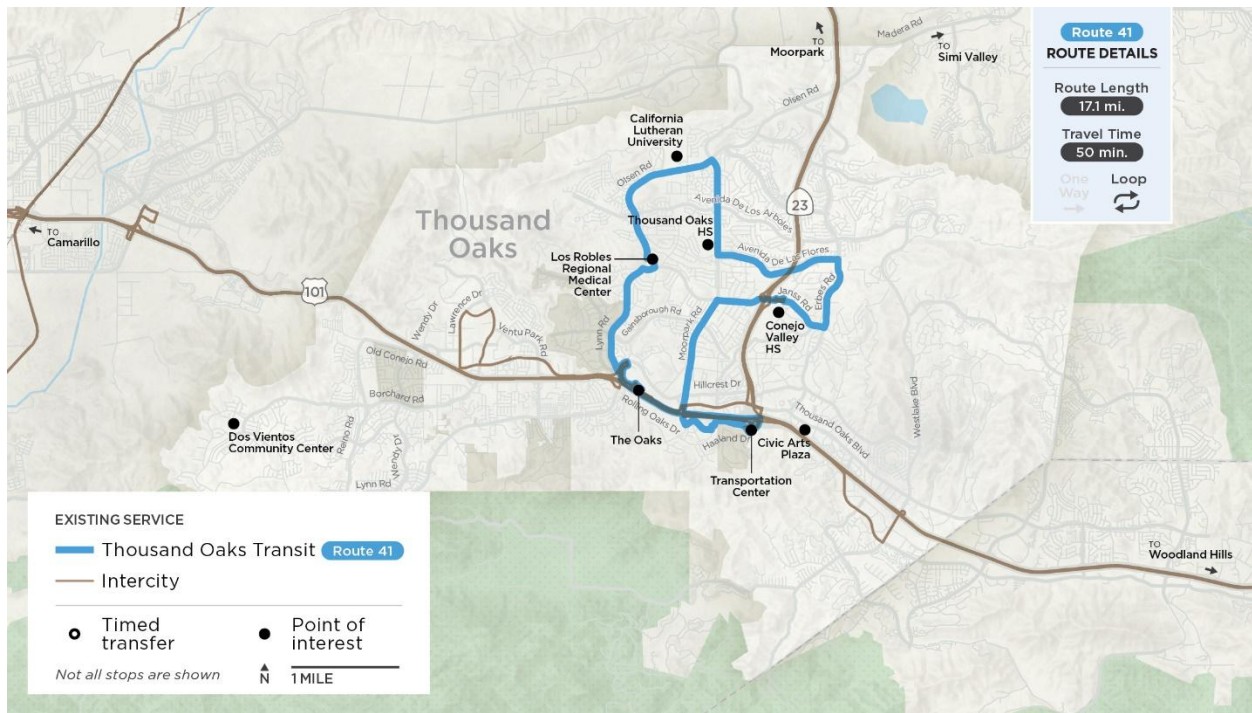 Route 41
ROUTE DETAILS
Route Length
17.1 mi.
Travel Time
50 min.
One
Way
Loop
TO
Moorpark
Madera Rd
TO
Simi Valley
Olsen Rd
California
Lutheran
University
Olsen Rd
Avenida De Los Arboles
23
Thousand Oaks
HS
Thousand
Oaks
TO
Camarillo
Avenida De Las Flores
Los Robles
Regional
Medical
Center
101
Janss Rd
Erbes Rd
Lawrence Dr
Wendy Dr
Gainsborough Rd
Moorpark Rd
Conejo
Valley
HS
Ventu Park Rd
Lynn Rd
Old Conejo Rd
Hillcrest Dr
Borchard Rd
Rolling Oaks Dr
Thousand Oaks Blvd
Westlake Blvd
Dos Vientos
Community Center
Reino Rd
Wendy Dr
The Oaks
Haaland Dr
Civic Arts
Plaza
Lynn Rd
Transportation
Center
TO
Woodland Hills
EXISTING SERVICE
Thousand Oaks Transit Route 41
Intercity
Timed
transfer
Point of
interest
Not all stops are shown
N
1 MILE